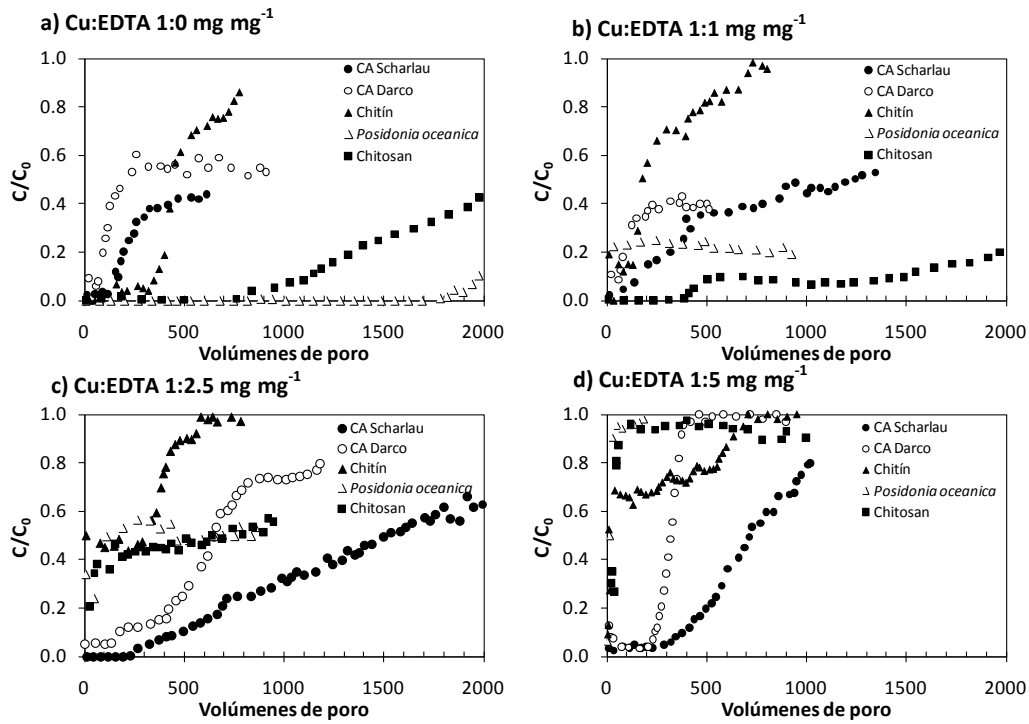 a) Cu:EDTA 1:0 mg mg-1
1.0
0.8
0.6
0.4
0.2
0.0
C/C0
CA Scharlau
CA Darco
Chitín
Posidonia oceanica
Chitosan
0
500
1000
1500
2000
Volúmenes de poro
b) Cu:EDTA 1:1 mg mg-1
1.0
0.8
0.6
0.4
0.2
0.0
C/C0
CA Scharlau
CA Darco
Chitín
Posidonia oceanica
Chitosan
0
500
1000
1500
2000
Volúmenes de poro
c) Cu:EDTA 1:2.5 mg mg-1
1.0
0.8
0.6
0.4
0.2
0.0
C/C0
CA Scharlau
CA Darco
Chitín
Posidonia oceanica
Chitosan
0
500
1000
1500
2000
Volúmenes de poro
d) Cu:EDTA 1:5 mg mg-1
1.0
0.8
0.6
0.4
0.2
0.0
C/C0
CA Scharlau
CA Darco
Chitín
Posidonia oceanica
Chitosan
0
500
1000
1500
2000
Volúmenes de poro